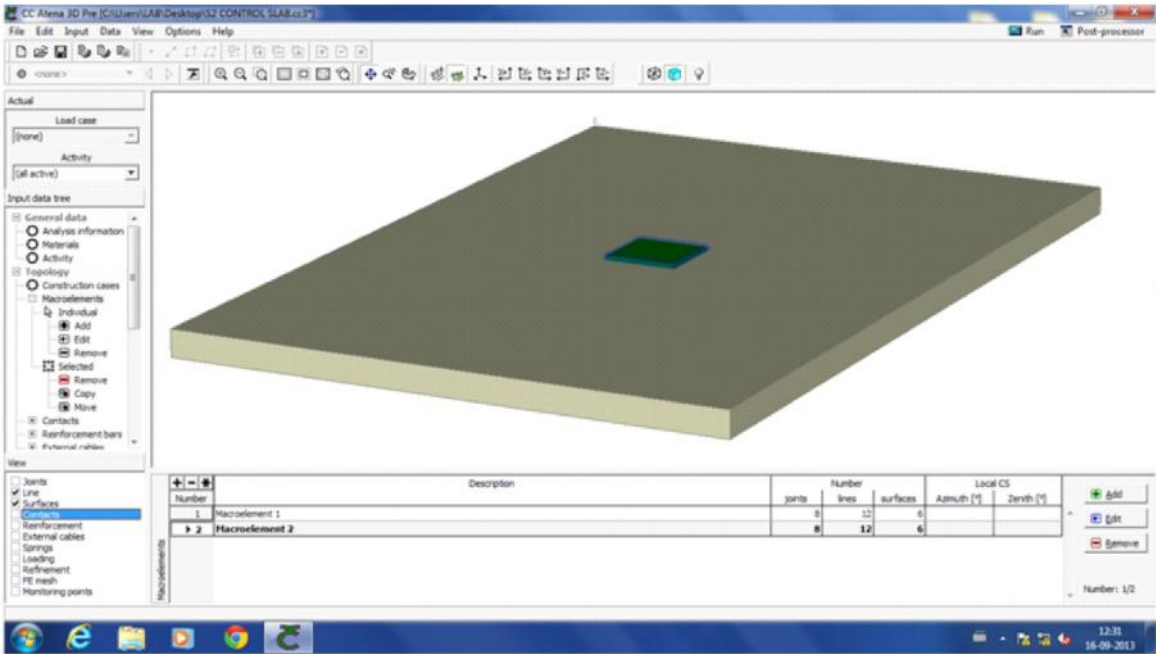 CC Atena 3D Pre [C:\Users\LAB\Desktop\S2 CONTROL SLAB.cc3*]
File Edit Input Data View Options Help
Run Post-processor
<none>
Actual
Load case
(none)
Activity
(all active)
Input data tree
General data
Analysis information
Materials
Activity
Topology
Construction cases
Macroelements
Individual
Add
Edit
Remove
Selected
Remove
Copy
Move
Contacts
Reinforcement bars
External cables
View
Joints
Line
Surfaces
Contacts
Reinforcement
External cables
Springs
Loading
Refinement
FE mesh
Monitoring points
Macroelements
Number Description Number Local CS
joints lines surfaces Azimuth [°] Zenith [°]
1 Macroelement 1 8 12 6
2 Macroelement 2 8 12 6
Add
Edit
Remove
Number: 1/2
12:31
16-09-2013